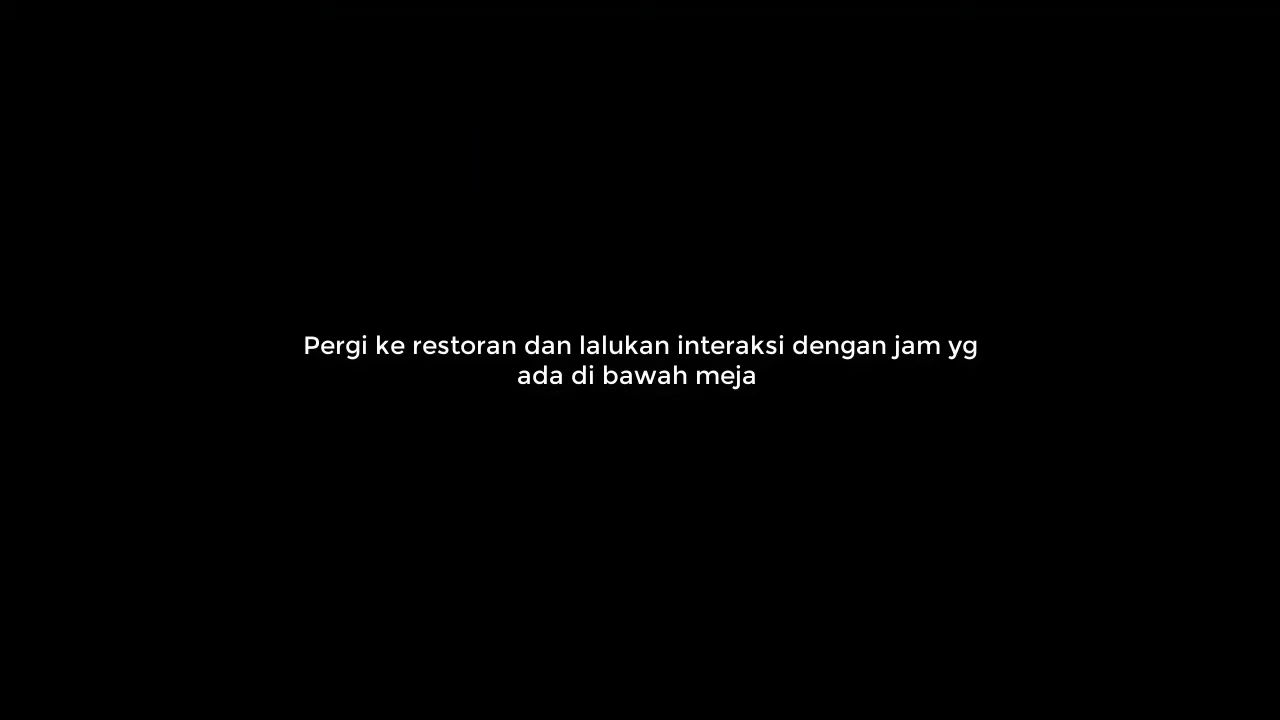 Pergi ke restoran dan lalukan interaksi dengan jam yg
ada di bawah meja